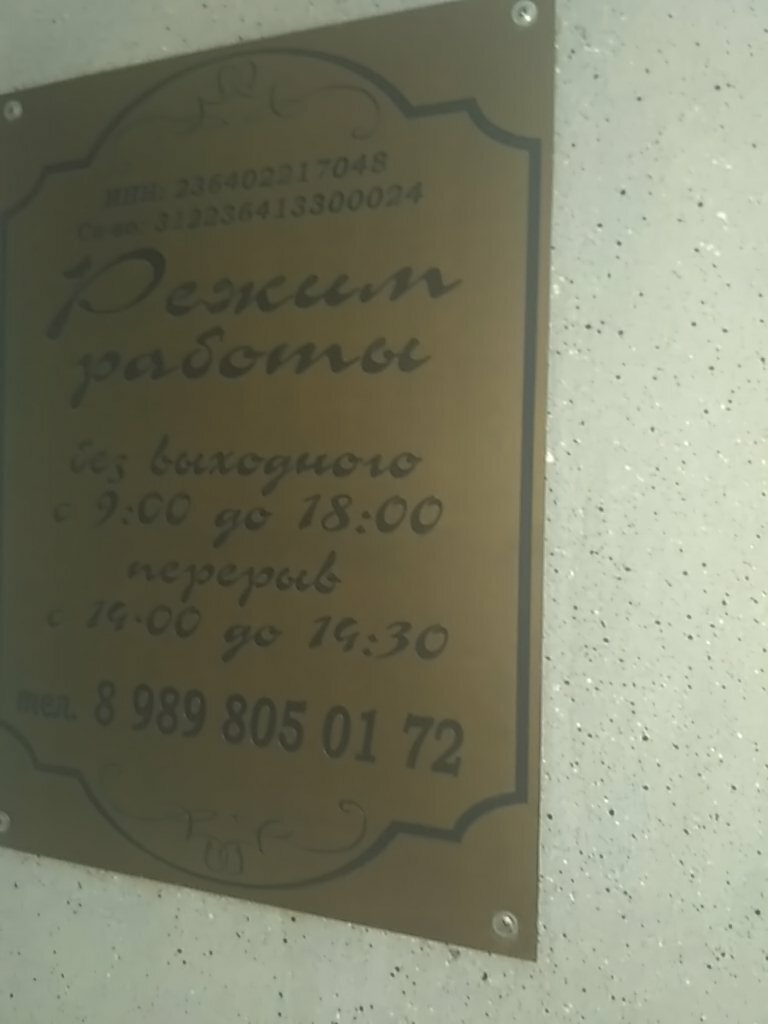 ИНН: 236402217048
Св-во: 312236413300024
Режим
работы
без выходного
с 9:00 до 18:00
перерыв
с 14:00 до 14:30
тел. 8 989 805 01 72